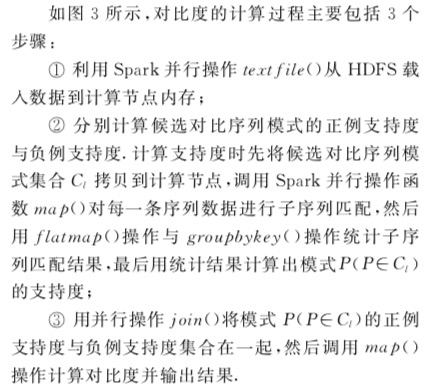 如图 3 所示,对比度的计算过程主要包括 3 个
步骤:
① 利用 Spark 并行操作 textfile()从 HDFS 载
入数据到计算节点内存;
② 分别计算候选对比序列模式的正例支持度
与负例支持度.计算支持度时先将候选对比序列模
式集合 Cl 拷贝到计算节点,调用 Spark 并行操作函
数 map()对每一条序列数据进行子序列匹配,然后
用 flatmap()操作与 groupbykey()操作统计子序
列匹配结果,最后用统计结果计算出模式P(P∈Cl)
的支持度;
③ 用并行操作 join()将模式 P(P∈Cl)的正例
支持度与负例支持度集合在一起,然后调用 map()
操作计算对比度并输出结果.